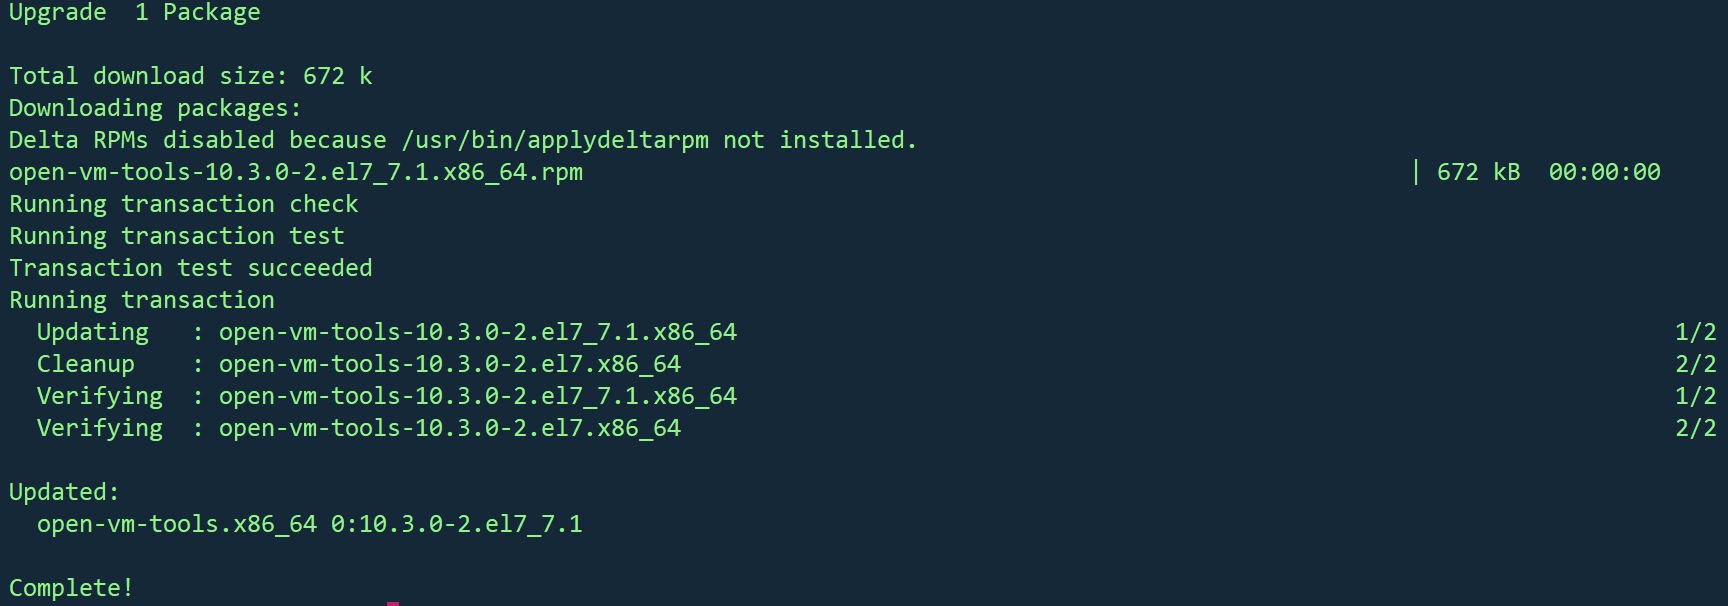 Upgrade  1 Package
Total download size: 672 k
Downloading packages:
Delta RPMs disabled because /usr/bin/applydeltarpm not installed.
open-vm-tools-10.3.0-2.el7_7.1.x86_64.rpm | 672 kB  00:00:00
Running transaction check
Running transaction test
Transaction test succeeded
Running transaction
  Updating   : open-vm-tools-10.3.0-2.el7_7.1.x86_64 1/2
  Cleanup    : open-vm-tools-10.3.0-2.el7.x86_64 2/2
  Verifying  : open-vm-tools-10.3.0-2.el7_7.1.x86_64 1/2
  Verifying  : open-vm-tools-10.3.0-2.el7.x86_64 2/2
Updated:
  open-vm-tools.x86_64 0:10.3.0-2.el7_7.1
Complete!